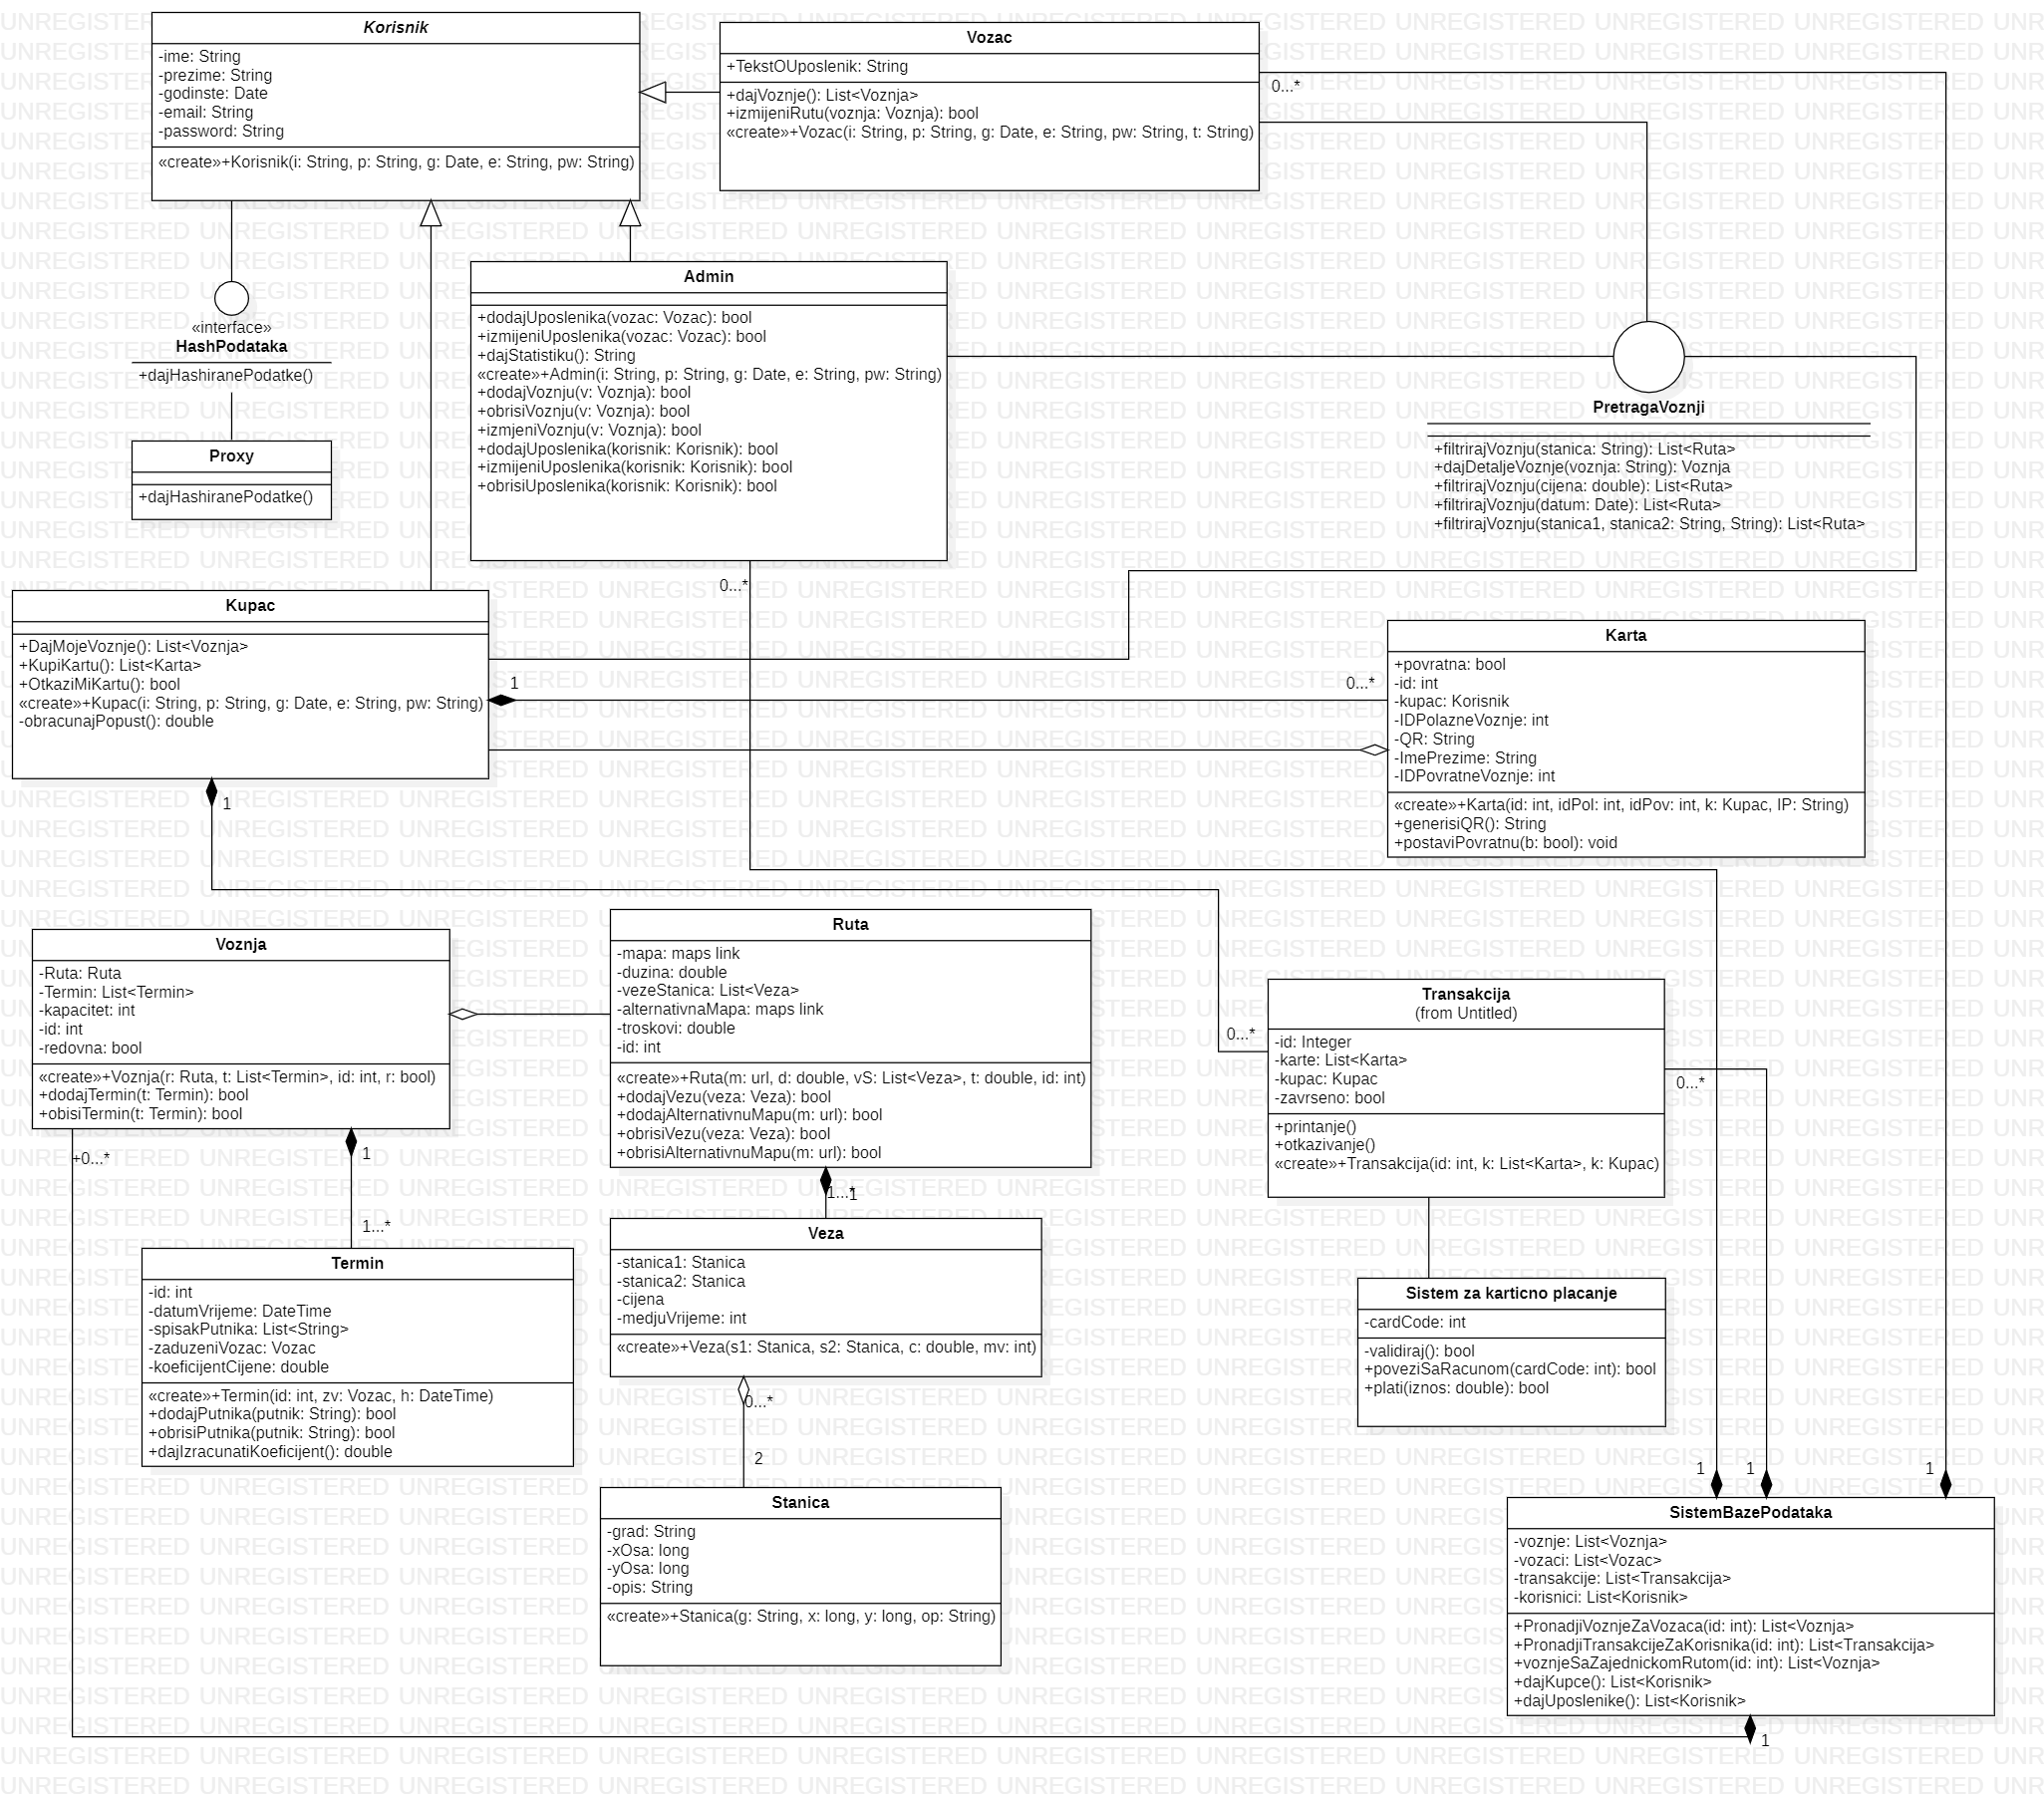 Korisnik
-ime: String
-prezime: String
-godinste: Date
-email: String
-password: String
«create»+Korisnik(i: String, p: String, g: Date, e: String, pw: String)
Vozac
+TekstOUposlenik: String
+dajVoznje(): List<Voznja>
+izmijeniRutu(voznja: Voznja): bool
«create»+Vozac(i: String, p: String, g: Date, e: String, pw: String, t: String)
0...*
«interface»
HashPodataka
+dajHashiranePodatke()
Proxy
+dajHashiranePodatke()
Admin
+dodajUposlenika(vozac: Vozac): bool
+izmijeniUposlenika(vozac: Vozac): bool
+dajStatistiku(): String
«create»+Admin(i: String, p: String, g: Date, e: String, pw: String)
+dodajVoznju(v: Voznja): bool
+obrisiVoznju(v: Voznja): bool
+izmjeniVoznju(v: Voznja): bool
+dodajUposlenika(korisnik: Korisnik): bool
+izmijeniUposlenika(korisnik: Korisnik): bool
+obrisiUposlenika(korisnik: Korisnik): bool
0...*
PretragaVoznji
+filtrirajVoznju(stanica: String): List<Ruta>
+dajDetaljeVoznje(voznja: String): Voznja
+filtrirajVoznju(cijena: double): List<Ruta>
+filtrirajVoznju(datum: Date): List<Ruta>
+filtrirajVoznju(stanica1, stanica2: String, String): List<Ruta>
Kupac
+DajMojeVoznje(): List<Voznja>
+KupiKartu(): List<Karta>
+OtkaziMiKartu(): bool
«create»+Kupac(i: String, p: String, g: Date, e: String, pw: String)
-obracunajPopust(): double
1
0...*
1
Karta
+povratna: bool
-id: int
-kupac: Korisnik
-IDPolazneVoznje: int
-QR: String
-ImePrezime: String
-IDPovratneVoznje: int
«create»+Karta(id: int, idPol: int, idPov: int, k: Kupac, IP: String)
+generisiQR(): String
+postaviPovratnu(b: bool): void
Voznja
-Ruta: Ruta
-Termin: List<Termin>
-kapacitet: int
-id: int
-redovna: bool
«create»+Voznja(r: Ruta, t: List<Termin>, id: int, r: bool)
+dodajTermin(t: Termin): bool
+obisiTermin(t: Termin): bool
+0...*
1
1...*
Ruta
-mapa: maps link
-duzina: double
-vezeStanica: List<Veza>
-alternativnaMapa: maps link
-troskovi: double
-id: int
«create»+Ruta(m: url, d: double, vS: List<Veza>, t: double, id: int)
+dodajVezu(veza: Veza): bool
+dodajAlternativnuMapu(m: url): bool
+obrisiVezu(veza: Veza): bool
+obrisiAlternativnuMapu(m: url): bool
1...*
1
Transakcija
(from Untitled)
-id: Integer
-karte: List<Karta>
-kupac: Kupac
-zavrseno: bool
+printanje()
+otkazivanje()
«create»+Transakcija(id: int, k: List<Karta>, k: Kupac)
0...*
0...*
Termin
-id: int
-datumVrijeme: DateTime
-spisakPutnika: List<String>
-zaduzeniVozac: Vozac
-koeficijentCijene: double
«create»+Termin(id: int, zv: Vozac, h: DateTime)
+dodajPutnika(putnik: String): bool
+obrisiPutnika(putnik: String): bool
+dajIzracunatiKoeficijent(): double
Veza
-stanica1: Stanica
-stanica2: Stanica
-cijena
-medjuVrijeme: int
«create»+Veza(s1: Stanica, s2: Stanica, c: double, mv: int)
0...*
2
Sistem za karticno placanje
-cardCode: int
-validiraj(): bool
+poveziSaRacunom(cardCode: int): bool
+plati(iznos: double): bool
Stanica
-grad: String
-xOsa: long
-yOsa: long
-opis: String
«create»+Stanica(g: String, x: long, y: long, op: String)
1
1
1
SistemBazePodataka
-voznje: List<Voznja>
-vozaci: List<Vozac>
-transakcije: List<Transakcija>
-korisnici: List<Korisnik>
+PronadjiVoznjeZaVozaca(id: int): List<Voznja>
+PronadjiTransakcijeZaKorisnika(id: int): List<Transakcija>
+voznjeSaZajednickomRutom(id: int): List<Voznja>
+dajKupce(): List<Korisnik>
+dajUposlenike(): List<Korisnik>
1